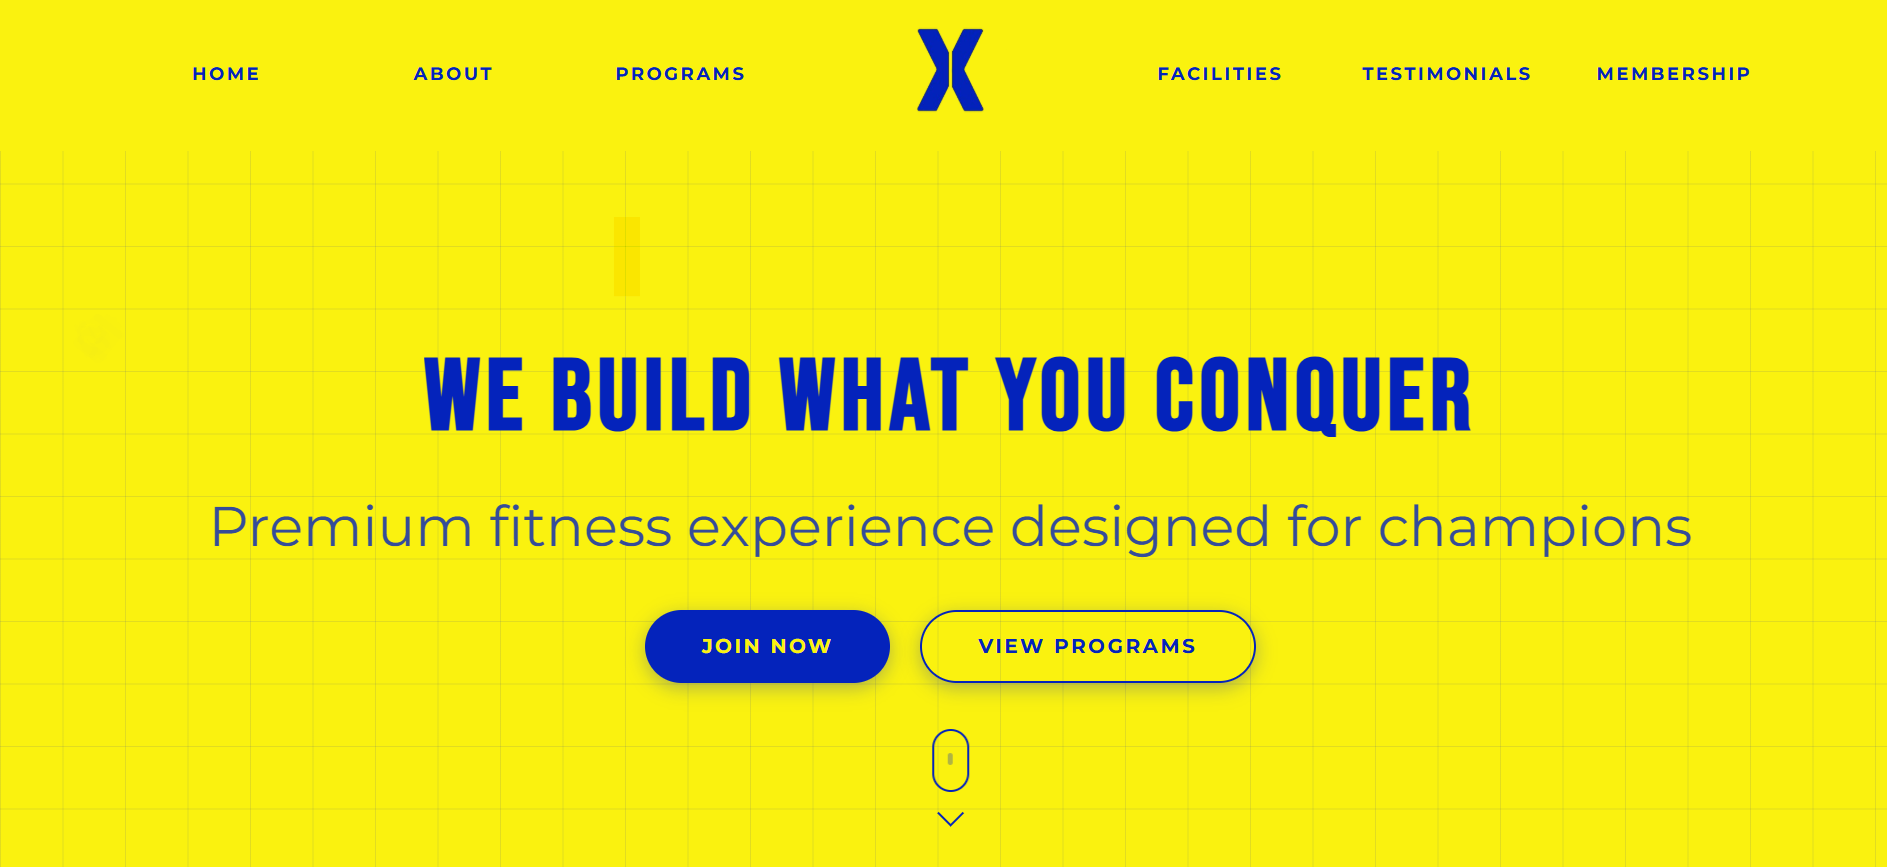 HOME ABOUT PROGRAMS X FACILITIES TESTIMONIALS MEMBERSHIP
WE BUILD WHAT YOU CONQUER
Premium fitness experience designed for champions
JOIN NOW VIEW PROGRAMS